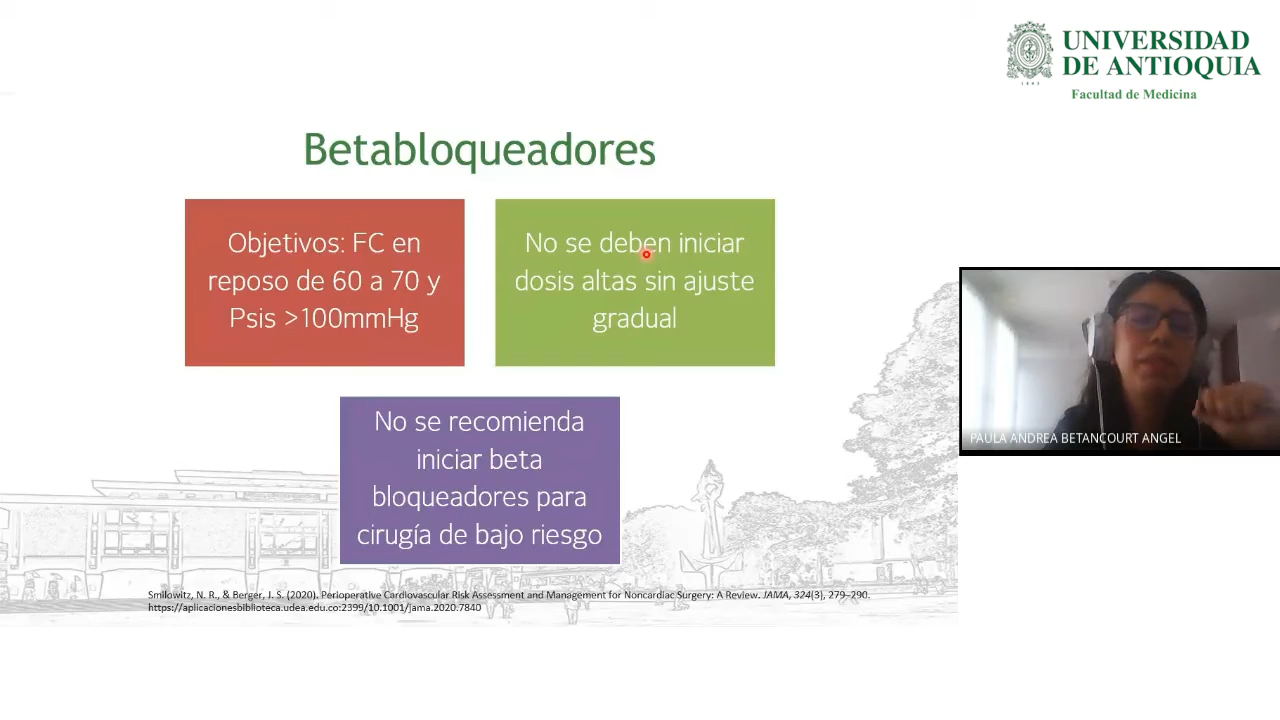 UNIVERSIDAD
DE ANTIOQUIA
1803
Facultad de Medicina
Betabloqueadores
Objetivos: FC en
reposo de 60 a 70 y
Psis >100mmHg
No se deben iniciar
dosis altas sin ajuste
gradual
No se recomienda
iniciar beta
bloqueadores para
cirugía de bajo riesgo
PAULA ANDREA BETANCOURT ANGEL
Smilowitz, N. R., & Berger, J. S. (2020). Perioperative Cardiovascular Risk Assessment and Management for Noncardiac Surgery: A Review. JAMA, 324(3), 279–290.
https://aplicacionesbiblioteca.udea.edu.co:2399/10.1001/jama.2020.7840